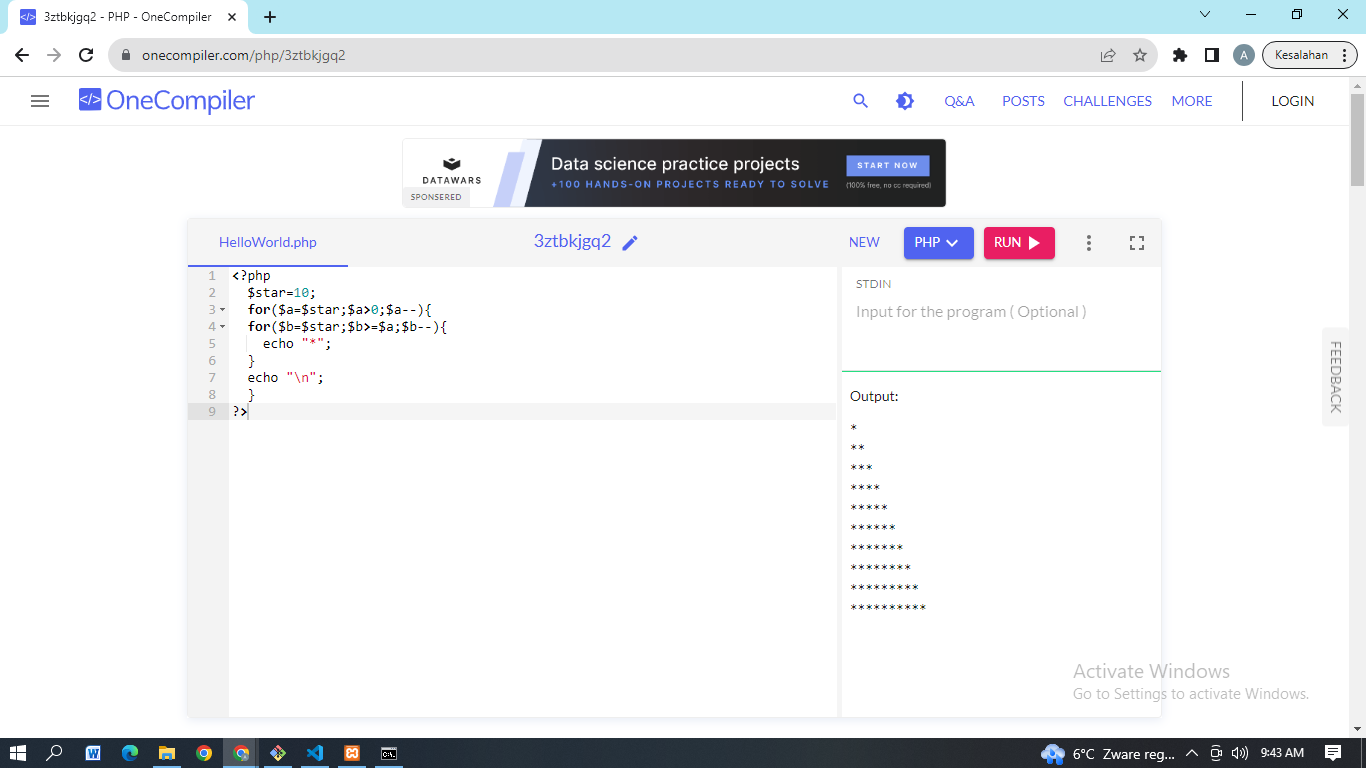 3ztbkjgq2 - PHP - OneCompiler
onecompiler.com/php/3ztbkjgq2
A
Kesalahan
</> OneCompiler
Q&A POSTS CHALLENGES MORE LOGIN
DATAWARS
SPONSERED
Data science practice projects
+100 HANDS-ON PROJECTS READY TO SOLVE
START NOW
(100% free, no cc required)
HelloWorld.php
3ztbkjgq2
NEW PHP RUN
1 <?php
2 $star=10;
3 for($a=$star;$a>0;$a--){
4 for($b=$star;$b>=$a;$b--){
5 echo "*";
6 }
7 echo "\n";
8 }
9 ?>
STDIN
Input for the program ( Optional )
Output:
*
**
***
****
*****
******
*******
********
*********
**********
FEEDBACK
Activate Windows
Go to Settings to activate Windows.
6°C Zware reg... 9:43 AM